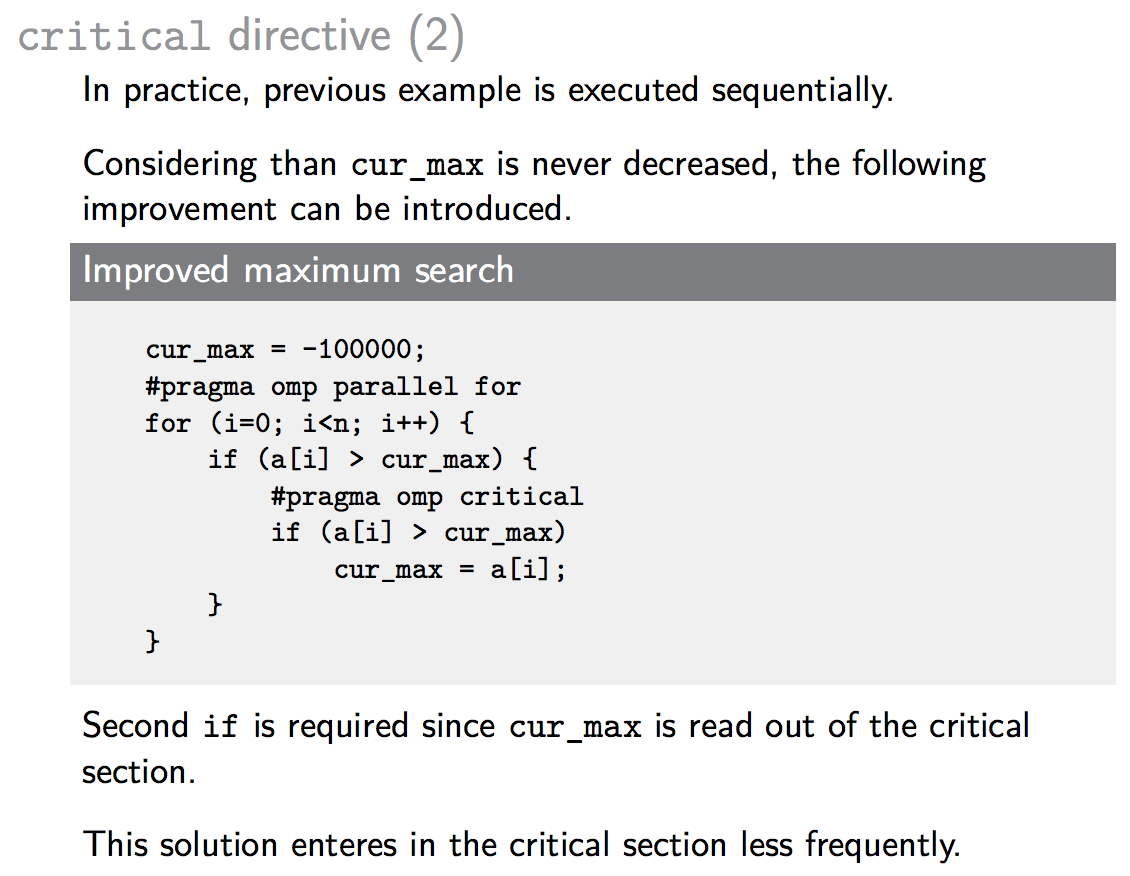 critical directive (2)
In practice, previous example is executed sequentially.
Considering than cur_max is never decreased, the following
improvement can be introduced.
Improved maximum search
cur_max = -100000;
#pragma omp parallel for
for (i=0; i<n; i++) {
if (a[i] > cur_max) {
#pragma omp critical
if (a[i] > cur_max)
cur_max = a[i];
}
}
Second if is required since cur_max is read out of the critical
section.
This solution enteres in the critical section less frequently.